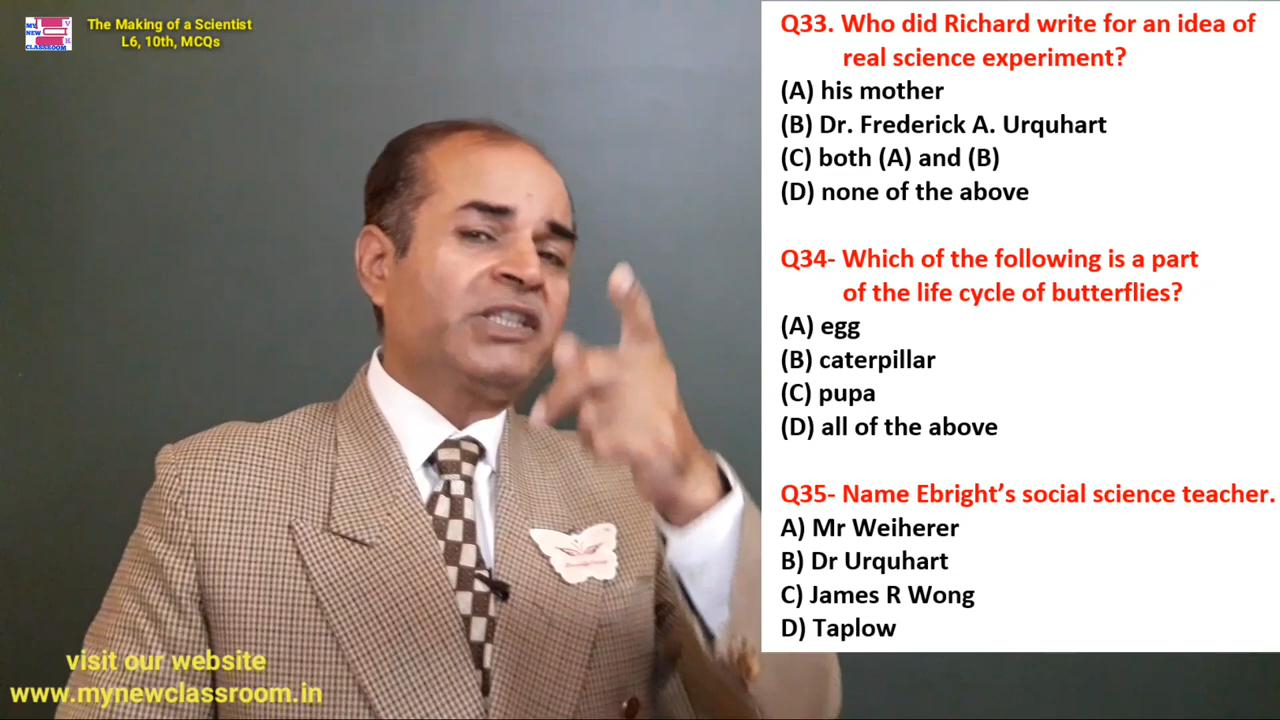 MY
NEW
CLASSROOM
The Making of a Scientist
L6, 10th, MCQs
Q33. Who did Richard write for an idea of
real science experiment?
(A) his mother
(B) Dr. Frederick A. Urquhart
(C) both (A) and (B)
(D) none of the above
Q34- Which of the following is a part
of the life cycle of butterflies?
(A) egg
(B) caterpillar
(C) pupa
(D) all of the above
Q35- Name Ebright’s social science teacher.
A) Mr Weiherer
B) Dr Urquhart
C) James R Wong
D) Taplow
visit our website
www.mynewclassroom.in